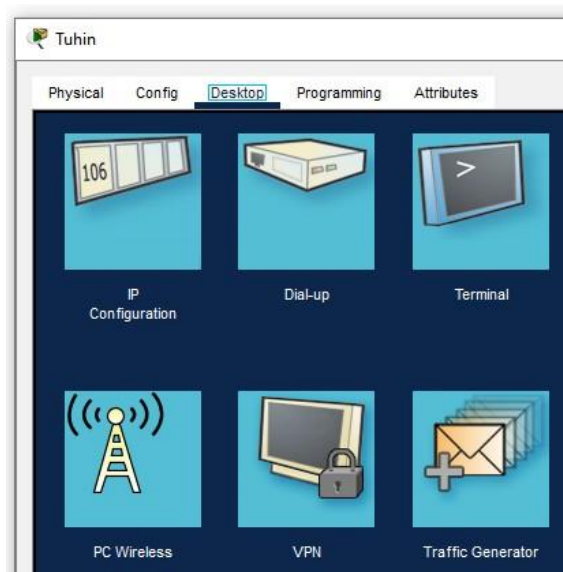 Tuhin
Physical Config Desktop Programming Attributes
106
>
IP
Configuration
Dial-up
Terminal
PC Wireless
VPN
Traffic Generator